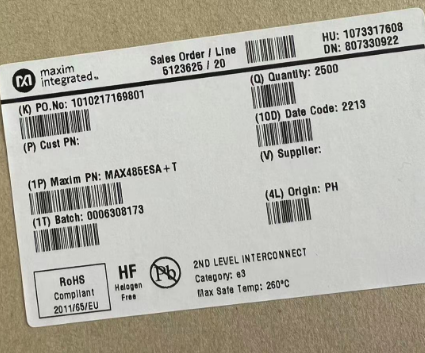 maxim
integrated™
Sales Order / Line
5123625 / 20
HU: 1073317608
DN: 807330922
(K) PO.No: 1010217169801
(Q) Quantity: 2500
(P) Cust PN:
(10D) Date Code: 2213
(V) Supplier:
(1P) Maxim PN: MAX485ESA+T
(4L) Origin: PH
(1T) Batch: 0006308173
RoHS
Compliant
2011/65/EU
HF
Halogen
Free
Pb
2ND LEVEL INTERCONNECT
Category: e3
Max Safe Temp: 260°C